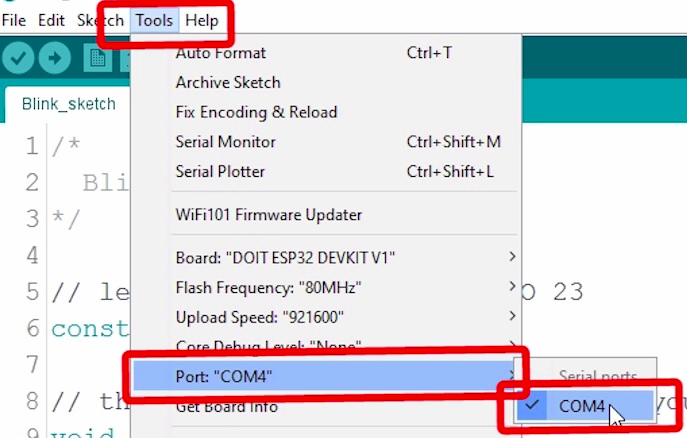 File Edit Sketch Tools Help
Auto Format Ctrl+T
Archive Sketch
Blink_sketch
Fix Encoding & Reload
1 /*
Serial Monitor Ctrl+Shift+M
2 Bli
Serial Plotter Ctrl+Shift+L
3 */
WiFi101 Firmware Updater
4
Board: "DOIT ESP32 DEVKIT V1"
5 // le
23
Flash Frequency: "80MHz"
6 const
Upload Speed: "921600"
Core Debug Level: "None"
7
Port: "COM4"
Serial ports
8 // th
Get Board Info
COM4
9 void